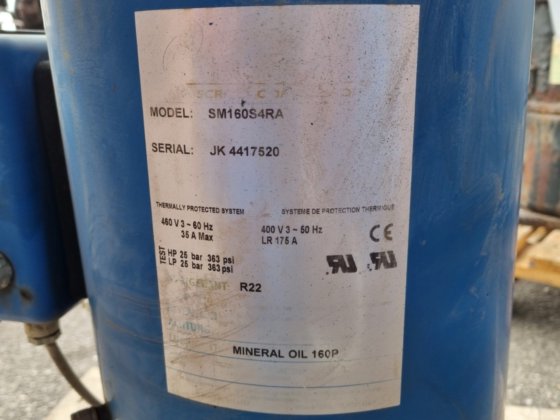 MODEL: SM160S4RA
SERIAL: JK 4417520
THERMALLY PROTECTED SYSTEM SYSTEME DE PROTECTION THERMIQUE
460 V 3 ~ 60 Hz 400 V 3 ~ 50 Hz
35 A Max LR 175 A
CE
TEST HP 25 bar 363 psi
LP 25 bar 363 psi
R22
MINERAL OIL 160P